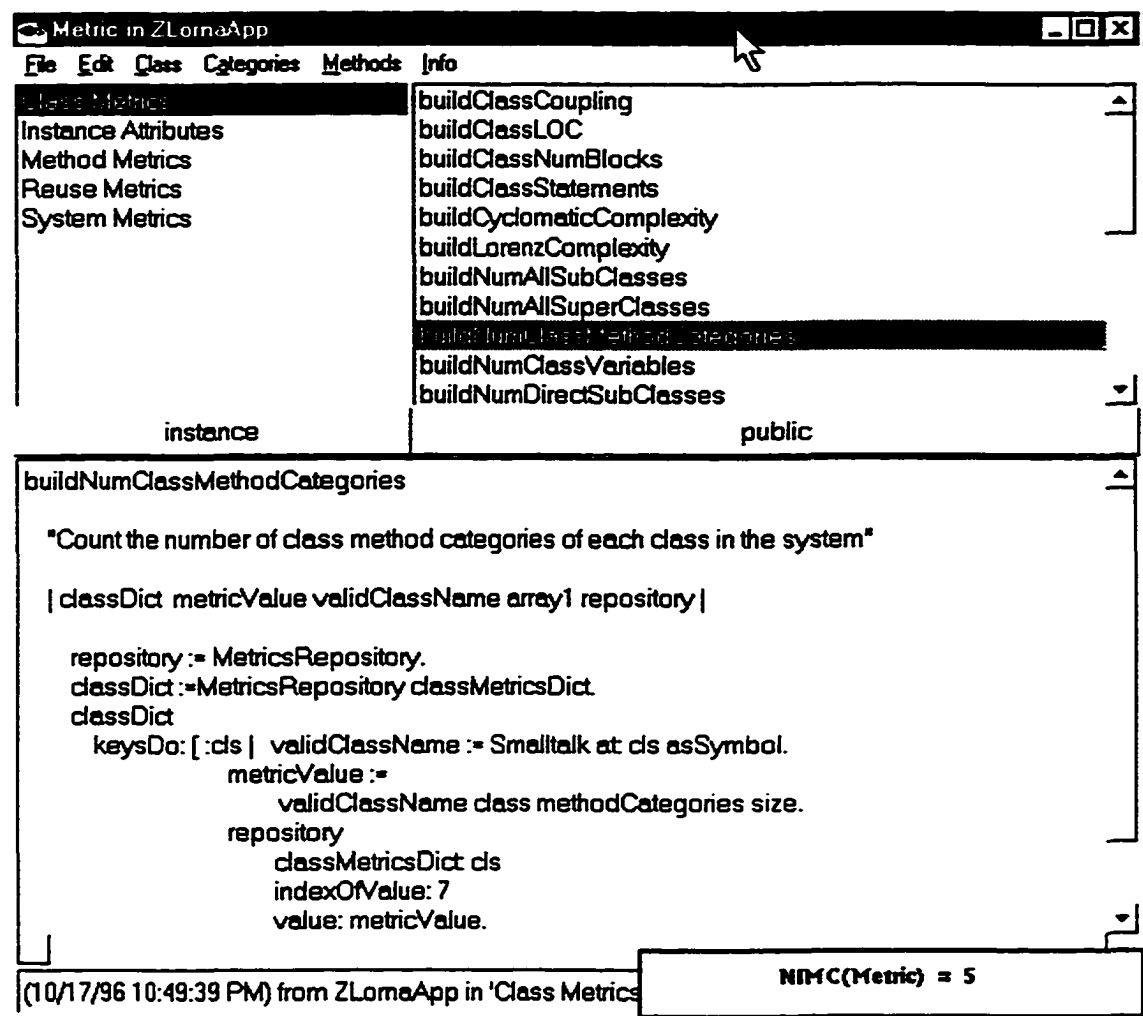 Metric in ZLornaApp
File Edit Class Categories Methods Info
Class Metrics
Instance Attributes
Method Metrics
Reuse Metrics
System Metrics
buildClassCoupling
buildClassLOC
buildClassNumBlocks
buildClassStatements
buildCyclomaticComplexity
buildLorenzComplexity
buildNumAllSubClasses
buildNumAllSuperClasses
buildNumClassMethodCategories
buildNumClassVariables
buildNumDirectSubClasses
instance
public
buildNumClassMethodCategories
"Count the number of class method categories of each class in the system"
| classDict metricValue validClassName array1 repository |
repository := MetricsRepository.
classDict :=MetricsRepository classMetricsDict.
classDict
keysDo: [ :cls | validClassName := Smalltalk at: cls asSymbol.
metricValue :=
validClassName class methodCategories size.
repository
classMetricsDict: cls
indexOfValue: 7
value: metricValue.
(10/17/96 10:49:39 PM) from ZLornaApp in 'Class Metrics
NIMC(Metric) = 5